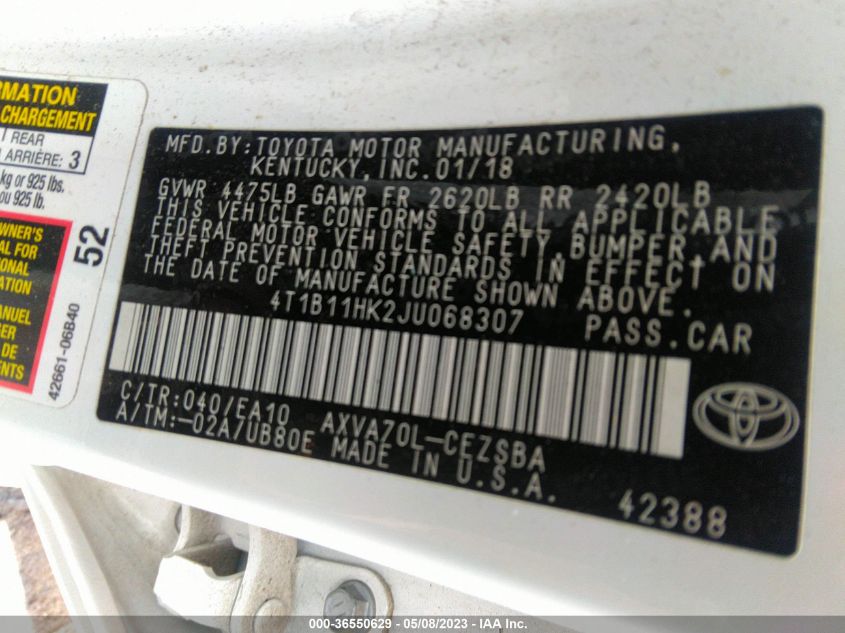 RMATION
CHARGEMENT
REAR
ARRIÈRE: 3
kg or 925 lbs.
ou 925 lb.
WNER'S
AL FOR
ONAL
ATION
ANUEL
GER
DE
ENTS
52
42661-06B40
MFD.BY:TOYOTA MOTOR MANUFACTURING,
KENTUCKY,INC.01/18
GVWR 4475LB GAWR FR 2620LB RR 2420LB
THIS VEHICLE CONFORMS TO ALL APPLICABLE
FEDERAL MOTOR VEHICLE SAFETY,BUMPER,AND
THEFT PREVENTION STANDARDS IN EFFECT ON
THE DATE OF MANUFACTURE SHOWN ABOVE.
4T1B11HK2JU068307 PASS.CAR
C/TR:040/EA10 AXVA70L-CEZSBA
A/TM:-02A/UB80E MADE IN U.S.A.
42388
000-36550629 - 05/08/2023 - IAA